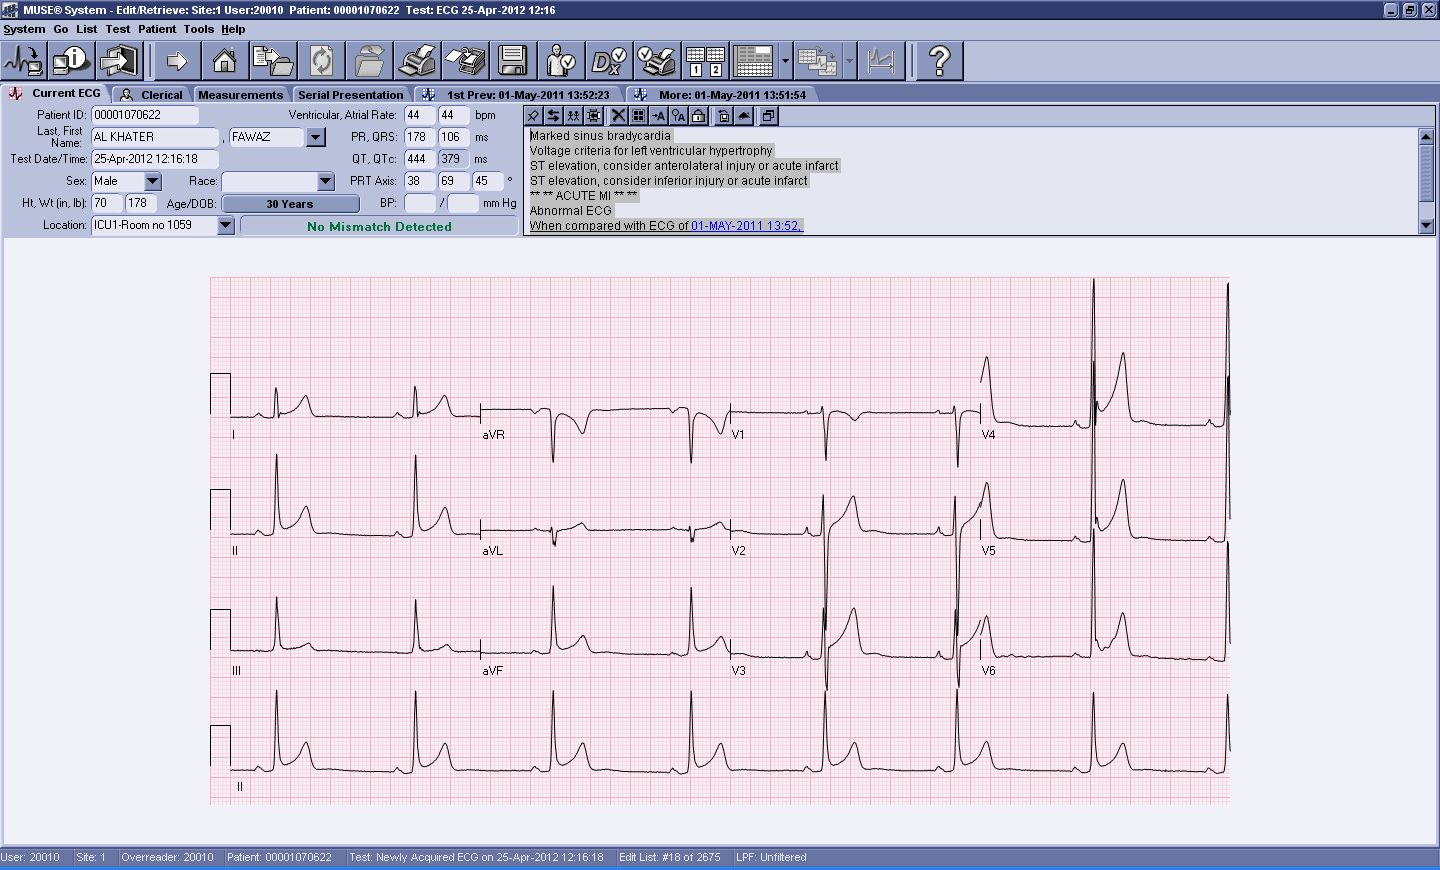 MUSE® System - Edit/Retrieve: Site:1 User:20010 Patient: 00001070622 Test: ECG 25-Apr-2012 12:16
System Go List Test Patient Tools Help
1 2
Current ECG Clerical Measurements Serial Presentation 1st Prev: 01-May-2011 13:52:23 More: 01-May-2011 13:51:54
Patient ID: 00001070622 Ventricular, Atrial Rate: 44 44 bpm
Last, First Name: AL KHATER , FAWAZ PR, QRS: 178 106 ms
Test Date/Time: 25-Apr-2012 12:16:18 QT, QTc: 444 379 ms
Sex: Male Race: PRT Axis: 38 69 45 °
Ht, Wt (in, lb): 70 178 Age/DOB: 30 Years BP: / mm Hg
Location: ICU1-Room no 1059 No Mismatch Detected
Marked sinus bradycardia
Voltage criteria for left ventricular hypertrophy
ST elevation, consider anterolateral injury or acute infarct
ST elevation, consider inferior injury or acute infarct
** ** ACUTE MI ** **
Abnormal ECG
When compared with ECG of 01-MAY-2011 13:52,
I aVR V1 V4
II aVL V2 V5
III aVF V3 V6
II
User: 20010 Site: 1 Overreader: 20010 Patient: 00001070622 Test: Newly Acquired ECG on 25-Apr-2012 12:16:18 Edit List: #18 of 2675 LPF: Unfiltered